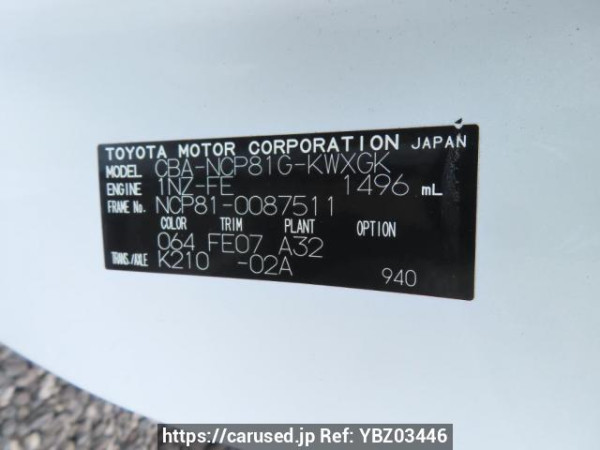 TOYOTA MOTOR CORPORATION JAPAN
MODEL CBA-NCP81G-KWXGK
ENGINE 1NZ-FE 1496 mL
FRAME No. NCP81-0087511
COLOR TRIM PLANT OPTION
064 FE07 A32
TRANS./AXLE K210 -02A
940
https://carused.jp Ref: YBZ03446